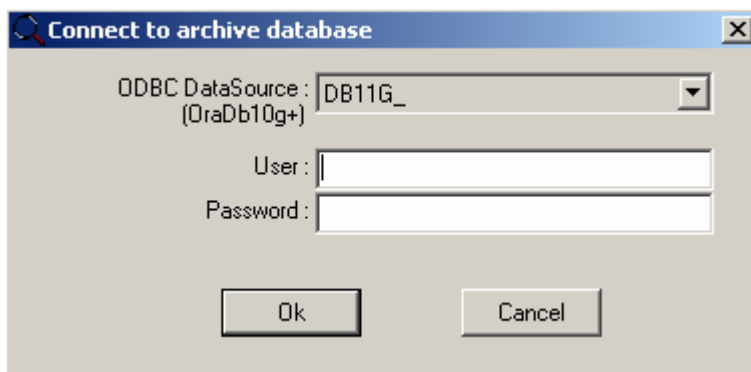 Connect to archive database
ODBC DataSource : DB11G_
(OraDb10g+)
User :
Password :
Ok Cancel